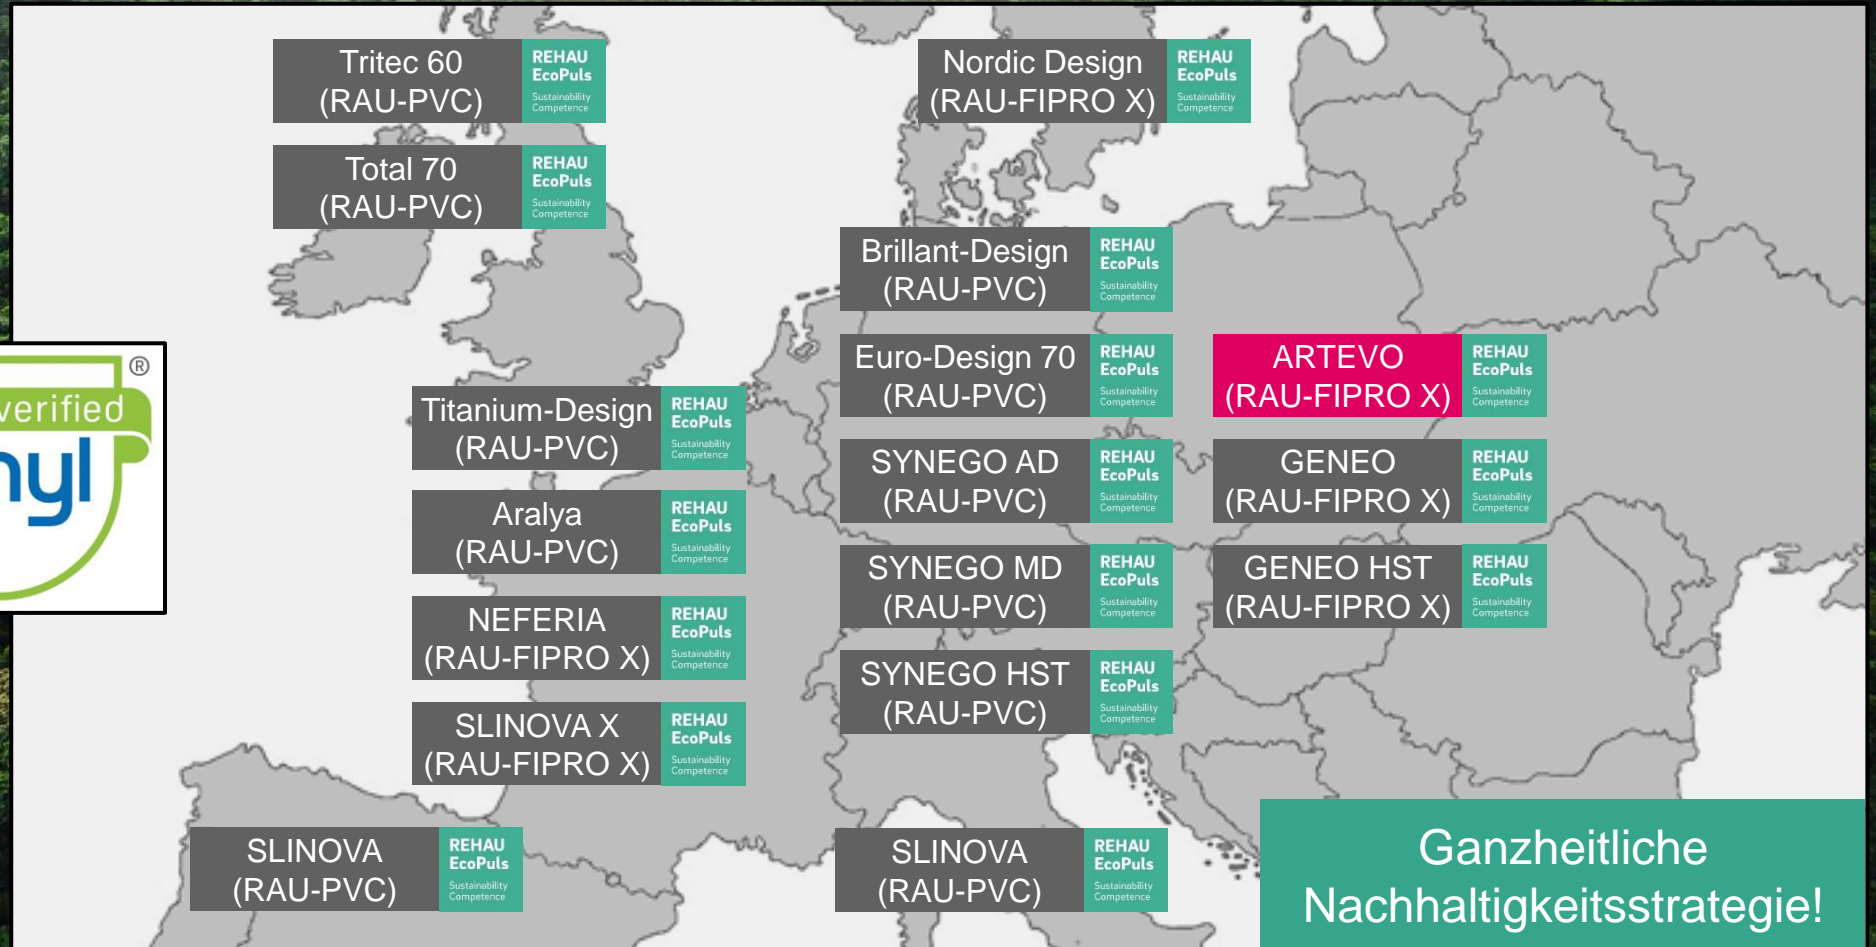 Tritec 60
(RAU-PVC)
REHAU
EcoPuls
Sustainability
Competence
Nordic Design
(RAU-FIPRO X)
REHAU
EcoPuls
Sustainability
Competence
Total 70
(RAU-PVC)
REHAU
EcoPuls
Sustainability
Competence
Brillant-Design
(RAU-PVC)
REHAU
EcoPuls
Sustainability
Competence
®
verified
nyl
Euro-Design 70
(RAU-PVC)
REHAU
EcoPuls
Sustainability
Competence
ARTEVO
(RAU-FIPRO X)
REHAU
EcoPuls
Sustainability
Competence
Titanium-Design
(RAU-PVC)
REHAU
EcoPuls
Sustainability
Competence
SYNEGO AD
(RAU-PVC)
REHAU
EcoPuls
Sustainability
Competence
GENEO
(RAU-FIPRO X)
REHAU
EcoPuls
Sustainability
Competence
Aralya
(RAU-PVC)
REHAU
EcoPuls
Sustainability
Competence
SYNEGO MD
(RAU-PVC)
REHAU
EcoPuls
Sustainability
Competence
GENEO HST
(RAU-FIPRO X)
REHAU
EcoPuls
Sustainability
Competence
NEFERIA
(RAU-FIPRO X)
REHAU
EcoPuls
Sustainability
Competence
SYNEGO HST
(RAU-PVC)
REHAU
EcoPuls
Sustainability
Competence
SLINOVA X
(RAU-FIPRO X)
REHAU
EcoPuls
Sustainability
Competence
SLINOVA
(RAU-PVC)
REHAU
EcoPuls
Sustainability
Competence
SLINOVA
(RAU-PVC)
REHAU
EcoPuls
Sustainability
Competence
Ganzheitliche
Nachhaltigkeitsstrategie!